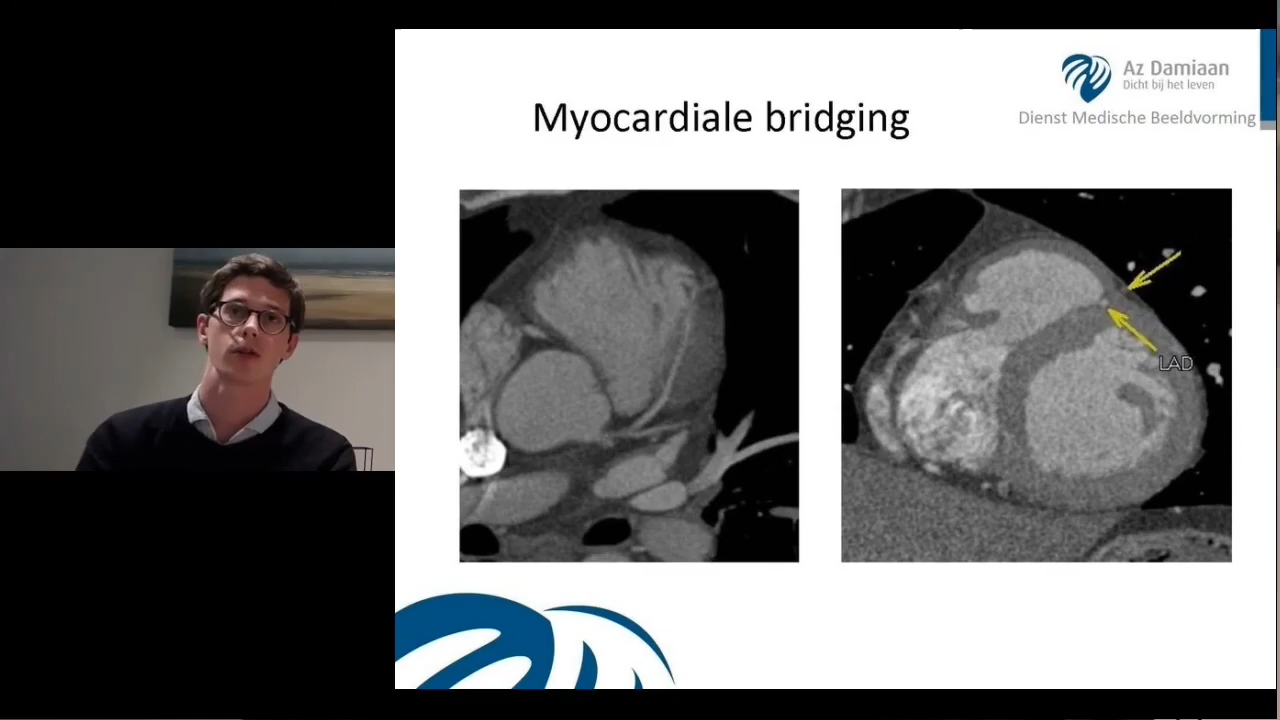 Az Damiaan
Dicht bij het leven
Dienst Medische Beeldvorming
Myocardiale bridging
LAD